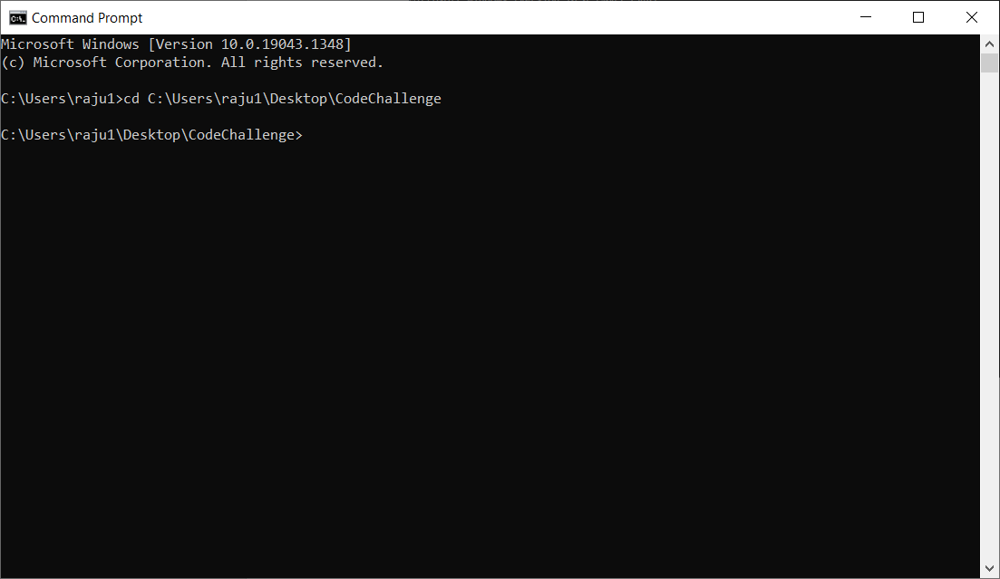 Command Prompt
Microsoft Windows [Version 10.0.19043.1348]
(c) Microsoft Corporation. All rights reserved.
C:\Users\raju1>cd C:\Users\raju1\Desktop\CodeChallenge
C:\Users\raju1\Desktop\CodeChallenge>